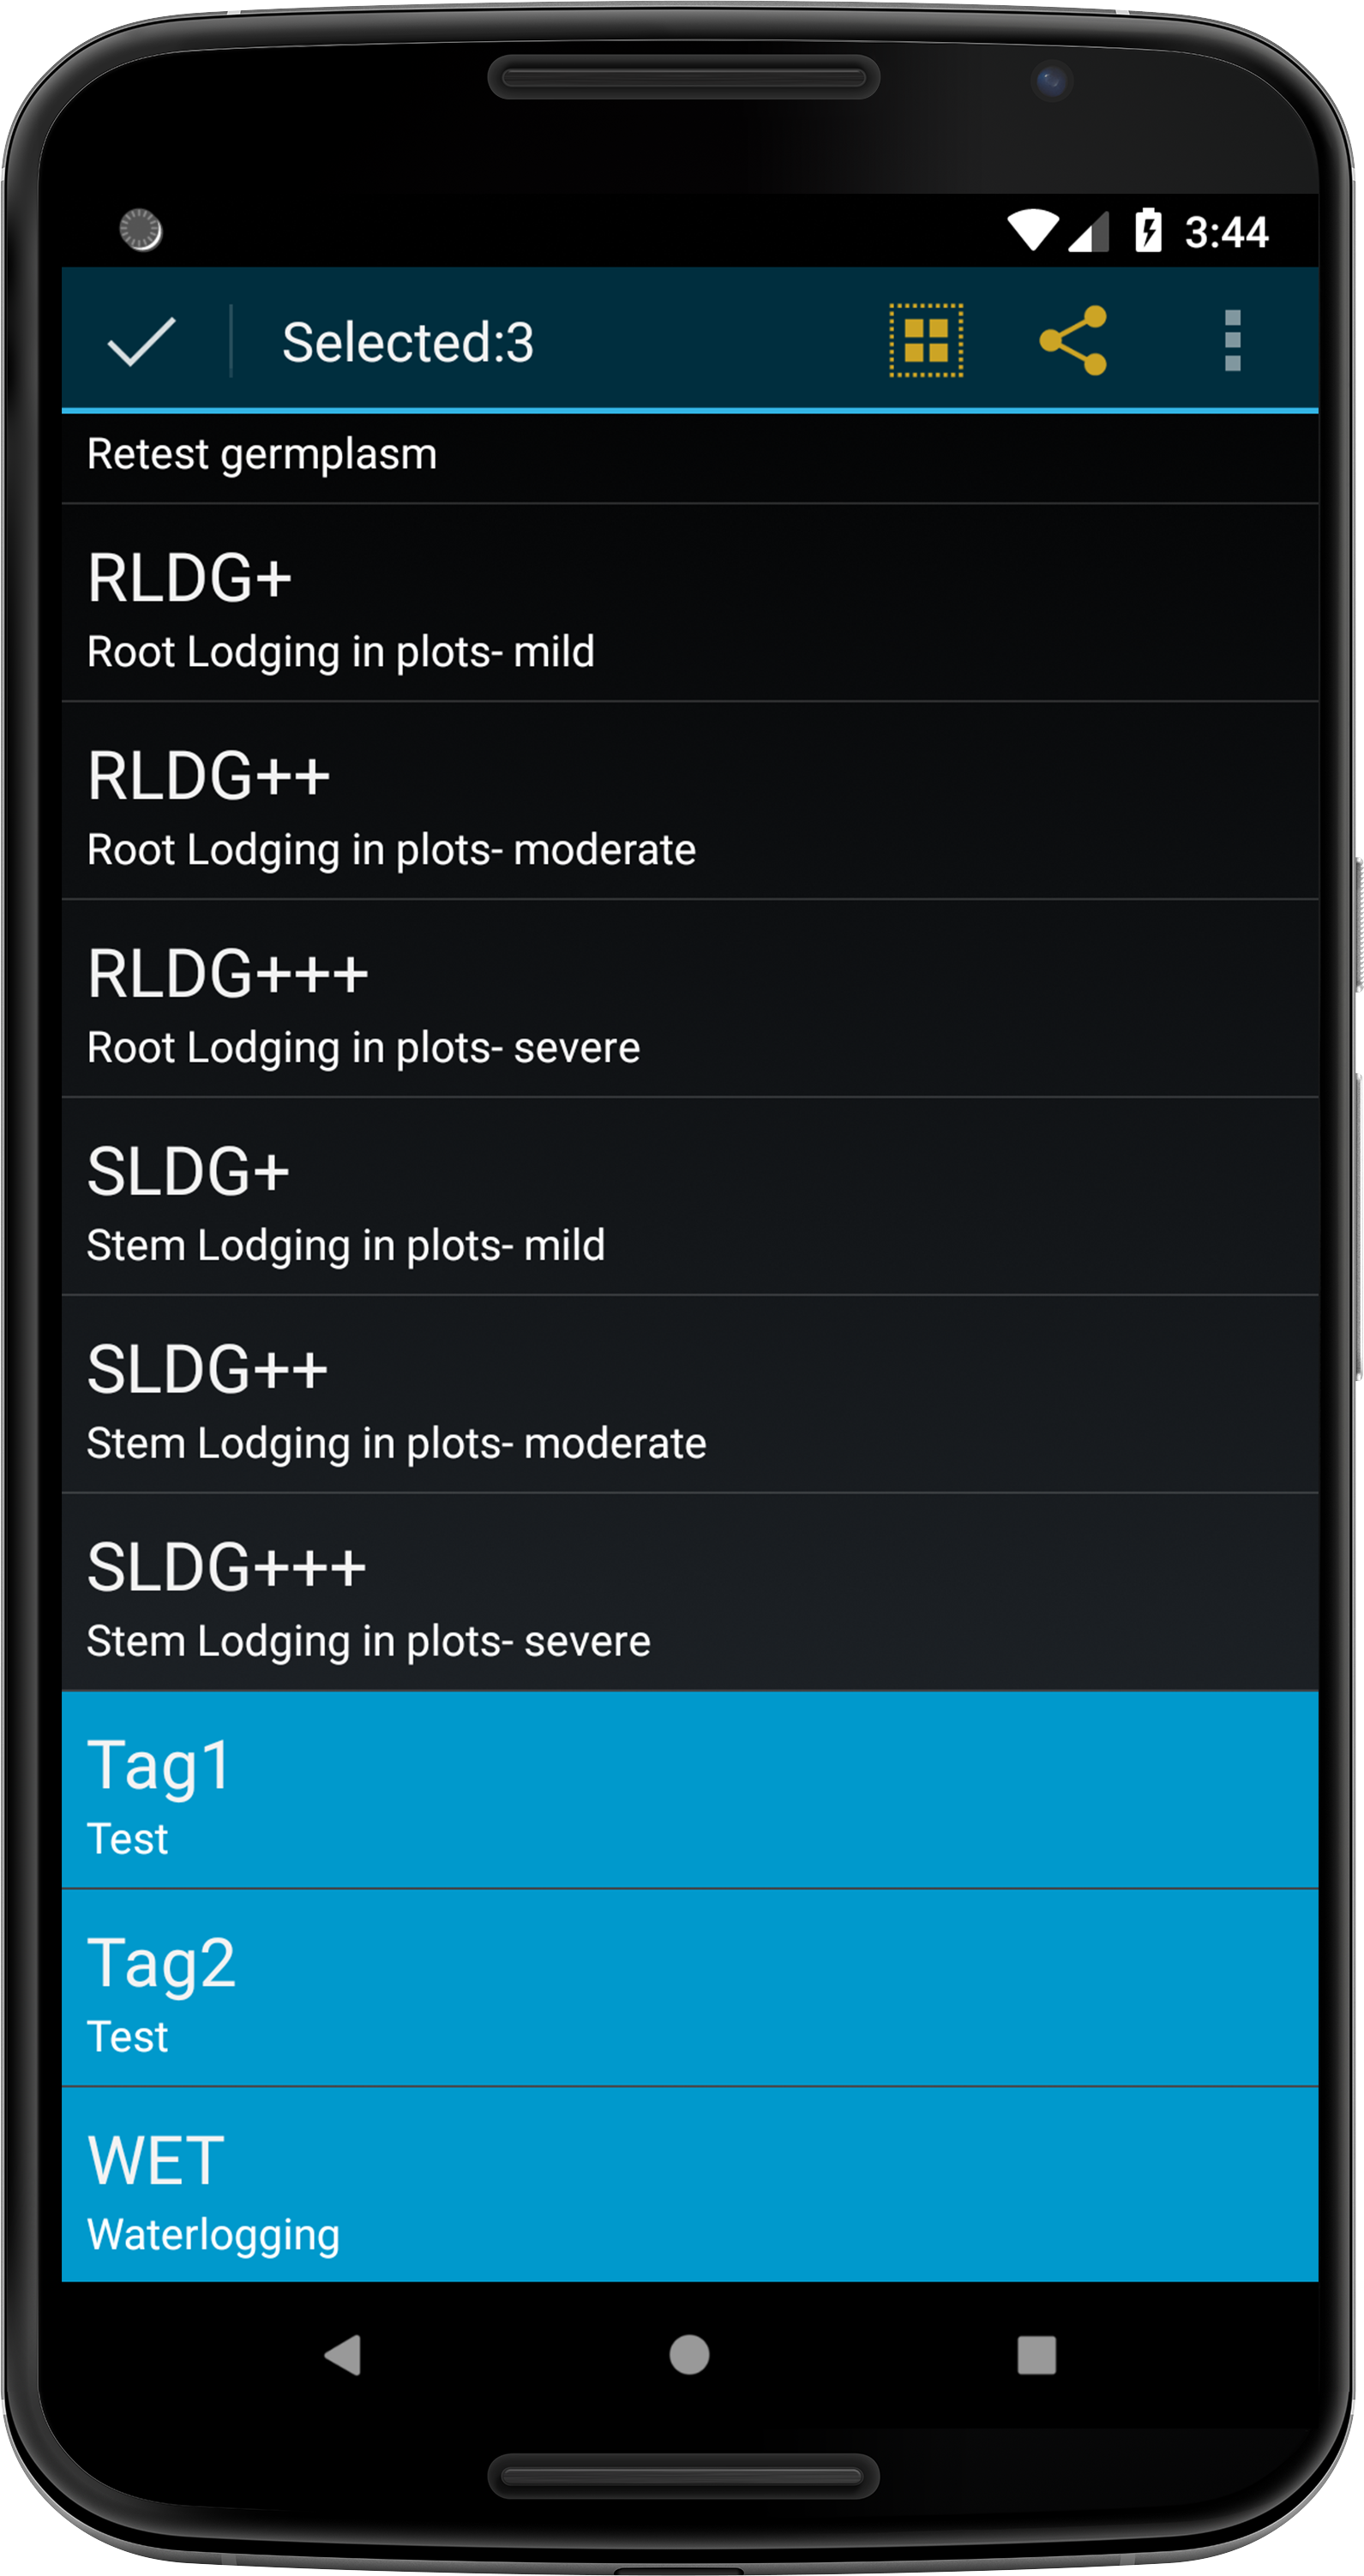 3:44
Selected:3
Retest germplasm
RLDG+
Root Lodging in plots- mild
RLDG++
Root Lodging in plots- moderate
RLDG+++
Root Lodging in plots- severe
SLDG+
Stem Lodging in plots- mild
SLDG++
Stem Lodging in plots- moderate
SLDG+++
Stem Lodging in plots- severe
Tag1
Test
Tag2
Test
WET
Waterlogging